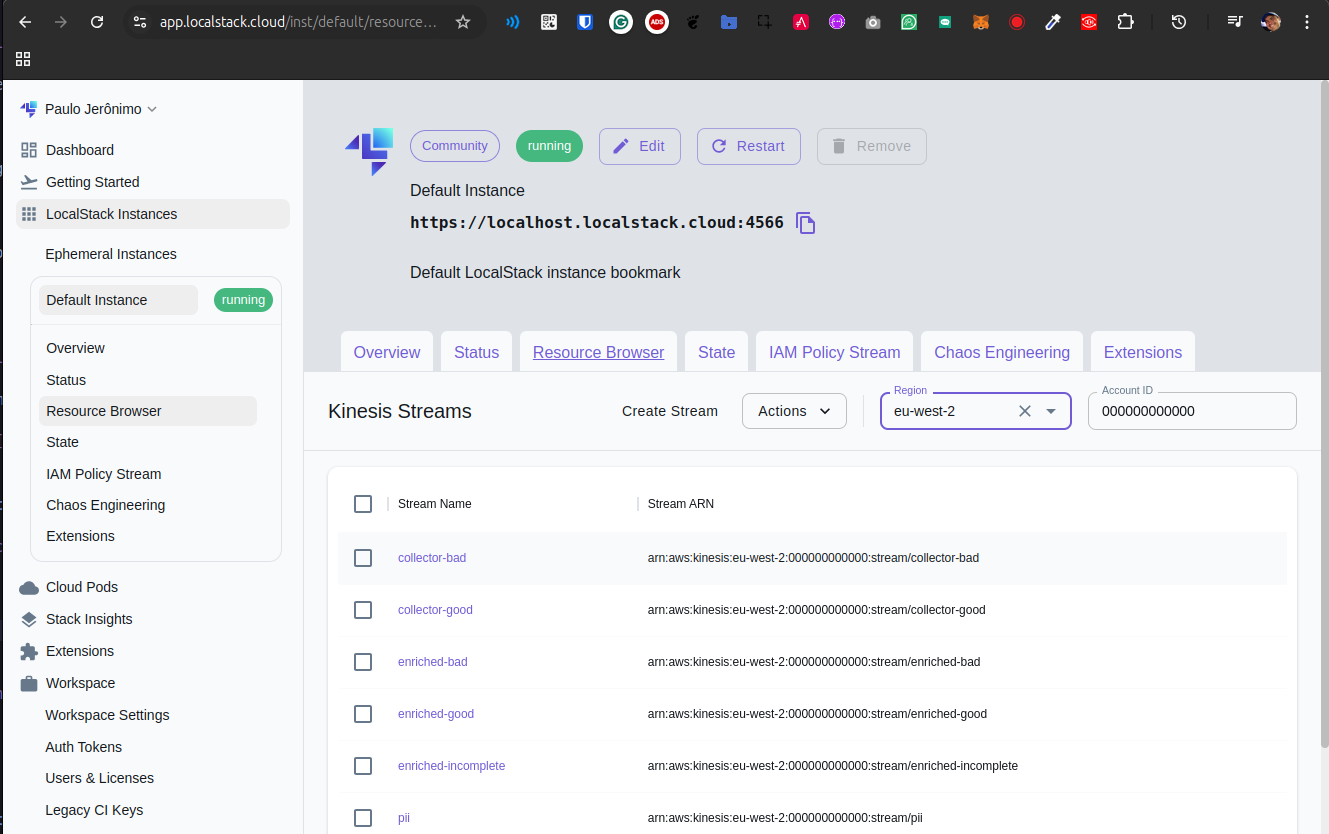 app.localstack.cloud/inst/default/resource…
ADS
Paulo Jerônimo
Dashboard
Getting Started
LocalStack Instances
Ephemeral Instances
Default Instance
running
Overview
Status
Resource Browser
State
IAM Policy Stream
Chaos Engineering
Extensions
Cloud Pods
Stack Insights
Extensions
Workspace
Workspace Settings
Auth Tokens
Users & Licenses
Legacy CI Keys
Community
running
Edit
Restart
Remove
Default Instance
https://localhost.localstack.cloud:4566
Default LocalStack instance bookmark
Overview
Status
Resource Browser
State
IAM Policy Stream
Chaos Engineering
Extensions
Kinesis Streams
Create Stream
Actions
Region
eu-west-2
Account ID
000000000000
Stream Name
Stream ARN
collector-bad
arn:aws:kinesis:eu-west-2:000000000000:stream/collector-bad
collector-good
arn:aws:kinesis:eu-west-2:000000000000:stream/collector-good
enriched-bad
arn:aws:kinesis:eu-west-2:000000000000:stream/enriched-bad
enriched-good
arn:aws:kinesis:eu-west-2:000000000000:stream/enriched-good
enriched-incomplete
arn:aws:kinesis:eu-west-2:000000000000:stream/enriched-incomplete
pii
arn:aws:kinesis:eu-west-2:000000000000:stream/pii